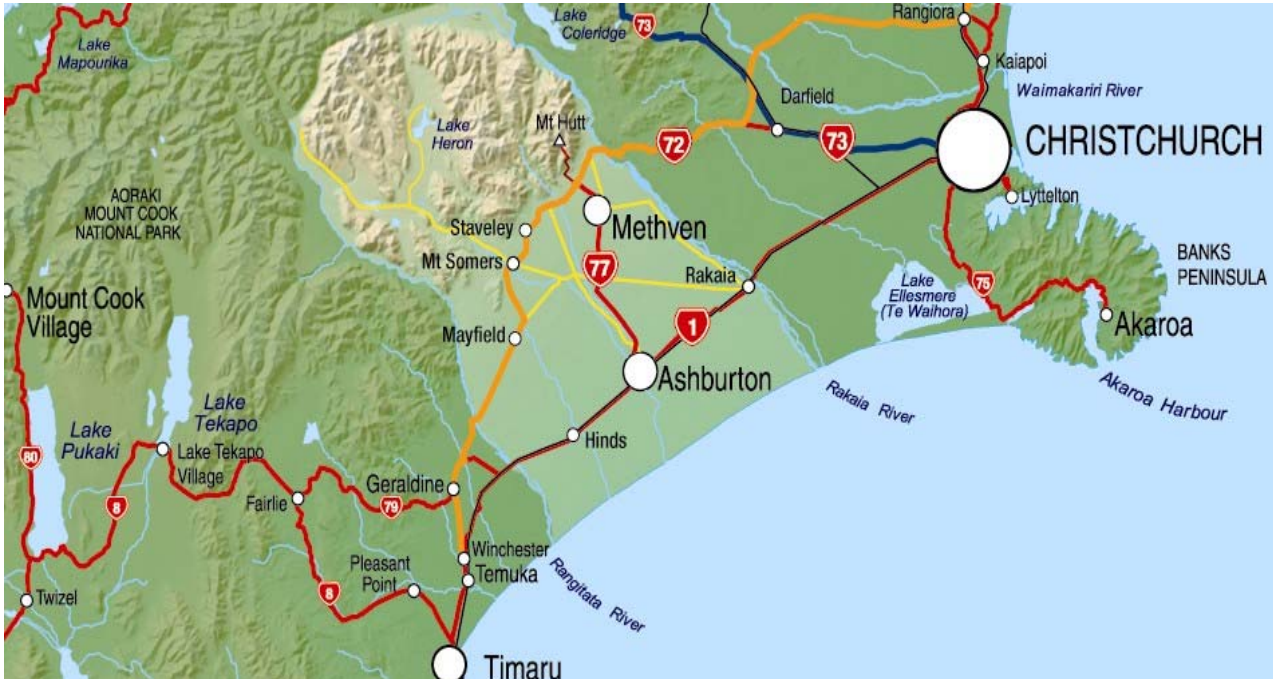 Lake
Mapourika
Lake
Coleridge
73
Rangiora
Kaiapoi
Waimakariri River
Darfield
CHRISTCHURCH
Lake
Heron
Mt Hutt
72
73
Lyttelton
AORAKI
MOUNT COOK
NATIONAL PARK
Staveley
Methven
Mt Somers
77
Rakaia
Lake
Ellesmere
(Te Waihora)
75
BANKS
PENINSULA
Mount Cook
Village
Mayfield
1
Akaroa
Ashburton
Rakaia River
Akaroa Harbour
Lake
Pukaki
Lake
Tekapo
Hinds
80
Lake Tekapo
Village
8
Fairlie
Geraldine
79
Winchester
Temuka
Pleasant
Point
Rangitata River
8
Twizel
Timaru